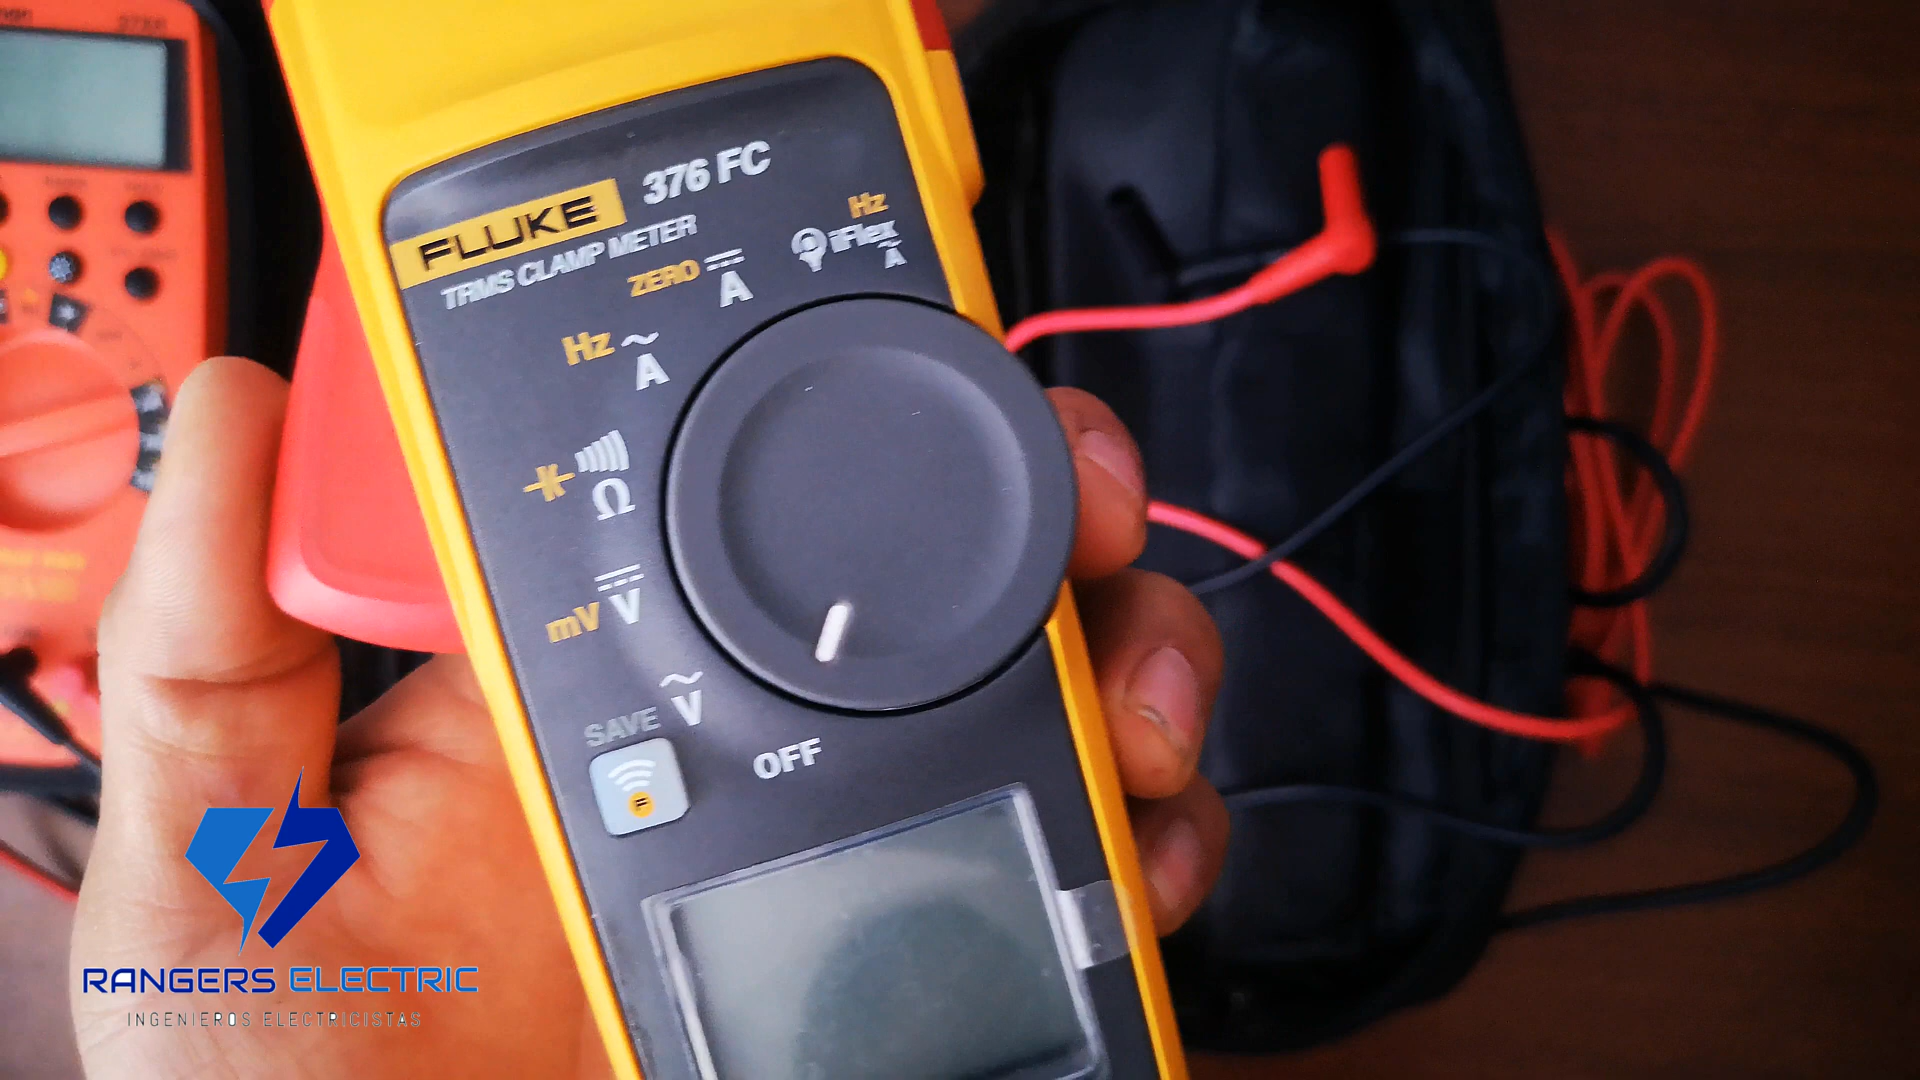 376 FC
FLUKE
TRMS CLAMP METER
Hz
iFlex
A
ZERO A
Hz A
Ω
mV V
V
SAVE
OFF
F
RANGERS ELECTRIC
INGENIEROS ELECTRICISTAS